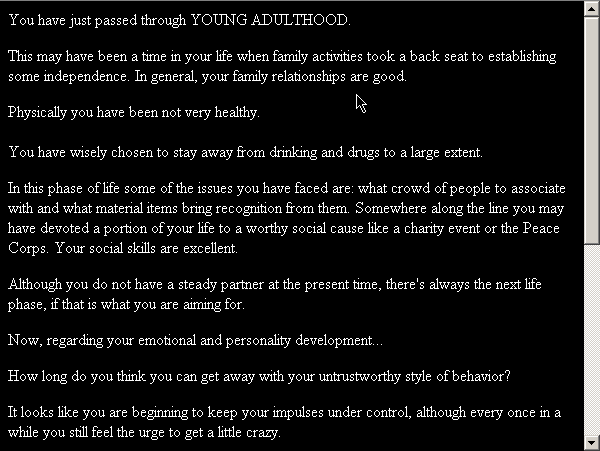 You have just passed through YOUNG ADULTHOOD.
This may have been a time in your life when family activities took a back seat to establishing
some independence. In general, your family relationships are good.
Physically you have been not very healthy.
You have wisely chosen to stay away from drinking and drugs to a large extent.
In this phase of life some of the issues you have faced are: what crowd of people to associate
with and what material items bring recognition from them. Somewhere along the line you may
have devoted a portion of your life to a worthy social cause like a charity event or the Peace
Corps. Your social skills are excellent.
Although you do not have a steady partner at the present time, there's always the next life
phase, if that is what you are aiming for.
Now, regarding your emotional and personality development...
How long do you think you can get away with your untrustworthy style of behavior?
It looks like you are beginning to keep your impulses under control, although every once in a
while you still feel the urge to get a little crazy.